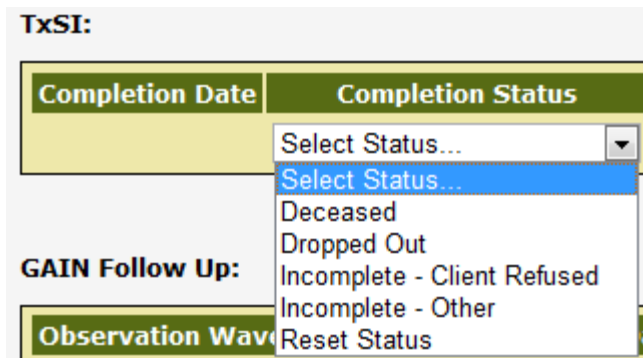 TxSI:
Completion Date Completion Status
Select Status...
Select Status...
Deceased
Dropped Out
Incomplete - Client Refused
GAIN Follow Up:
Incomplete - Other
Observation
Reset Status